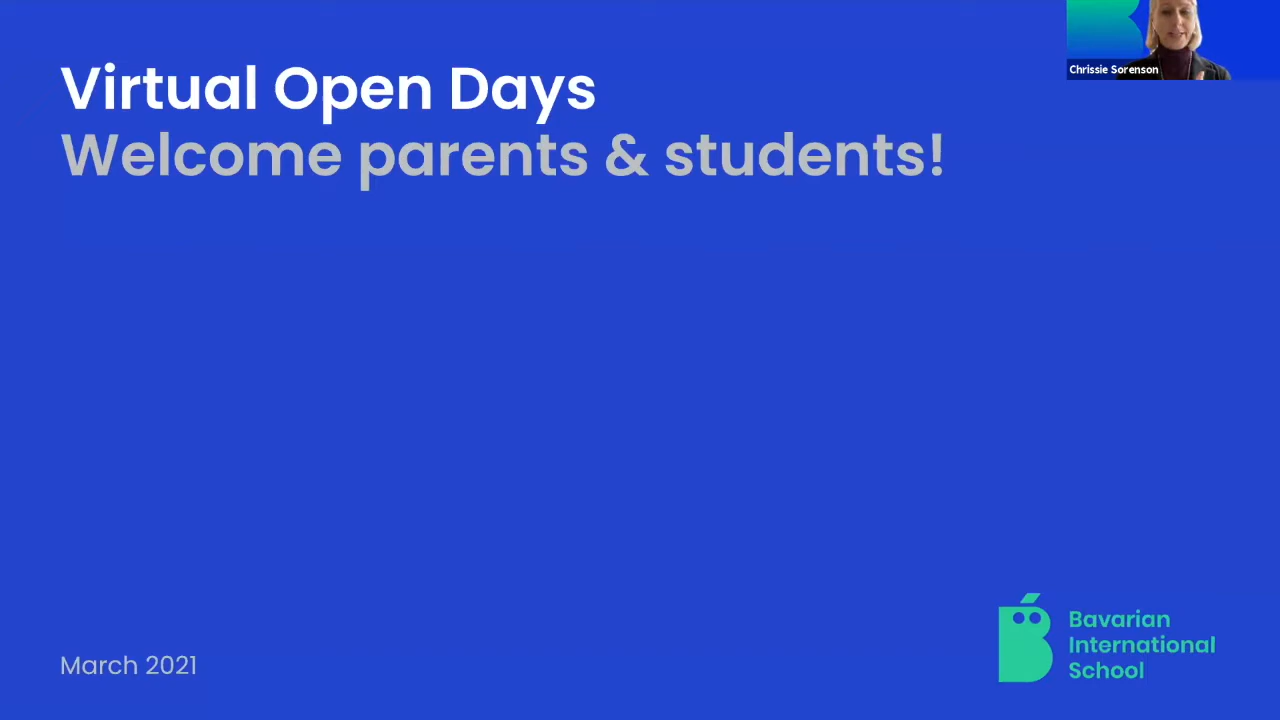 Virtual Open Days
Welcome parents & students!
Chrissie Sorenson
March 2021
Bavarian
International
School